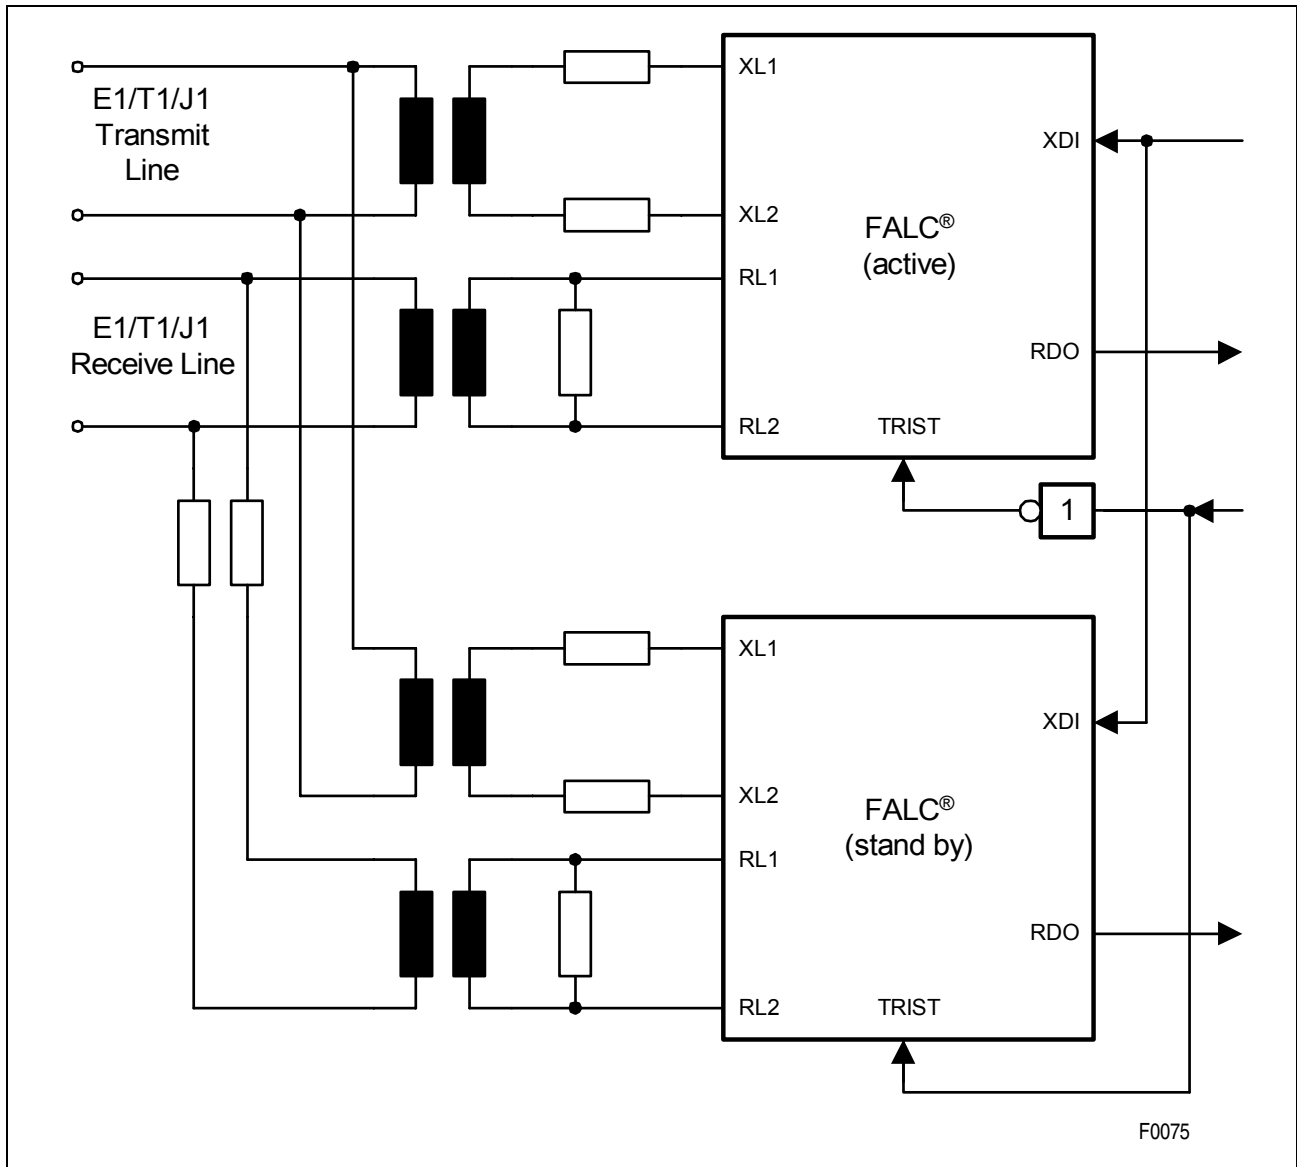 E1/T1/J1
Transmit
Line
E1/T1/J1
Receive Line
XL1
XL2
RL1
RL2
XDI
FALC®
(active)
RDO
TRIST
1
XL1
XL2
RL1
RL2
XDI
FALC®
(stand by)
RDO
TRIST
F0075